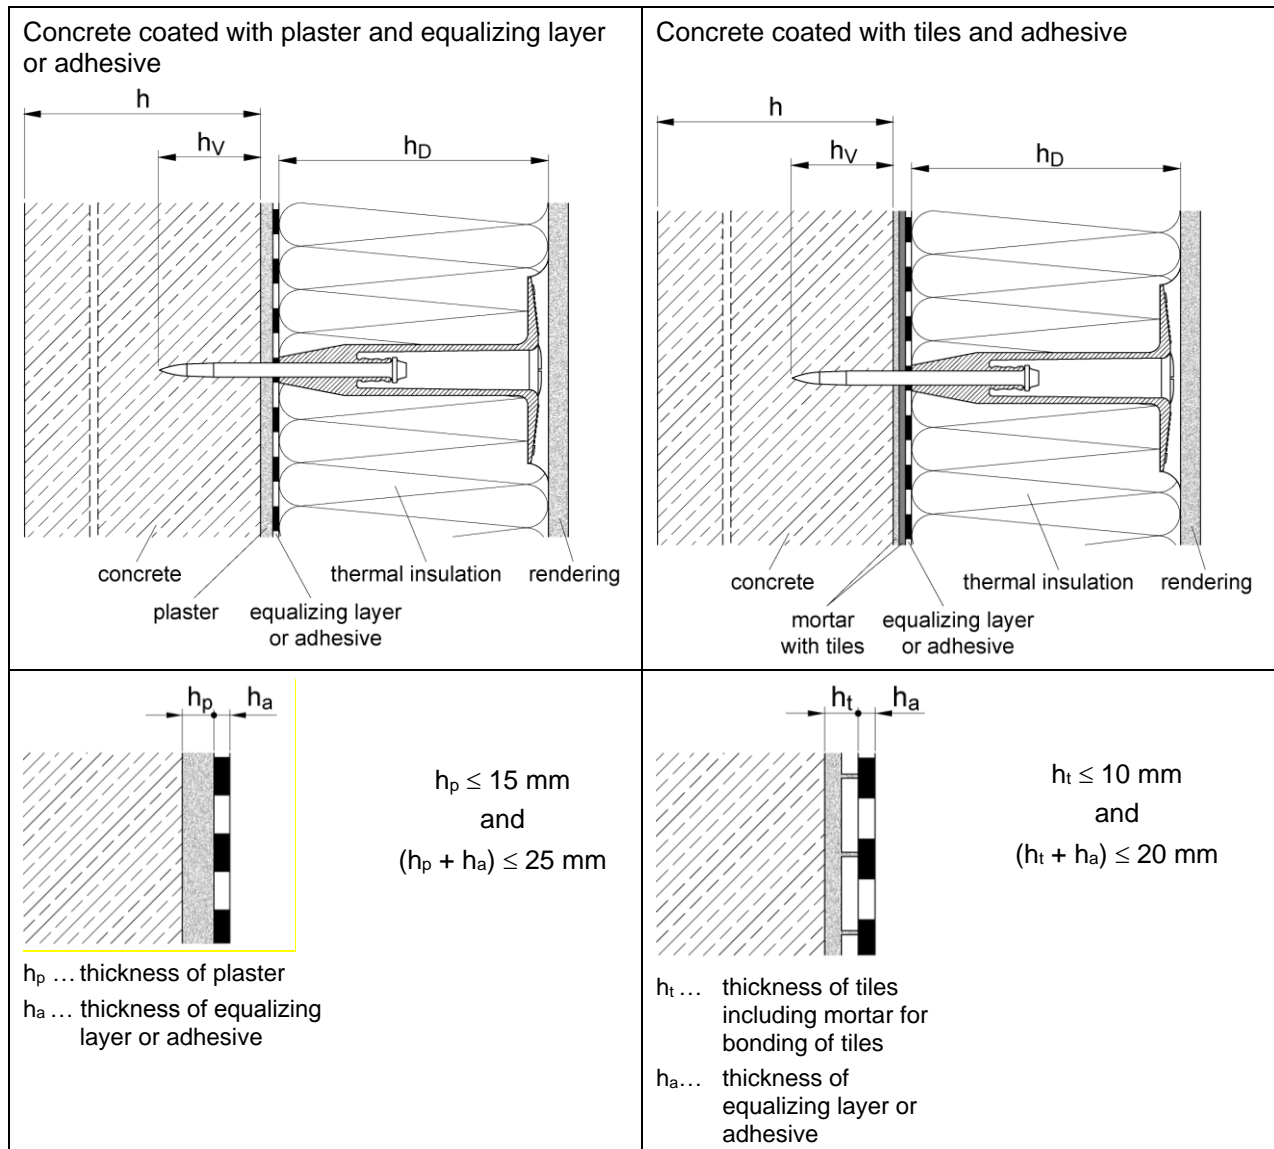 Concrete coated with plaster and equalizing layer
or adhesive
h
hV
hD
concrete
thermal insulation
rendering
plaster
equalizing layer
or adhesive
Concrete coated with tiles and adhesive
h
hV
hD
concrete
thermal insulation
rendering
mortar
with tiles
equalizing layer
or adhesive
hp
ha
hp ≤ 15 mm
and
(hp + ha) ≤ 25 mm
hp … thickness of plaster
ha … thickness of equalizing
layer or adhesive
ht
ha
ht ≤ 10 mm
and
(ht + ha) ≤ 20 mm
ht … thickness of tiles
including mortar for
bonding of tiles
ha… thickness of
equalizing layer or
adhesive